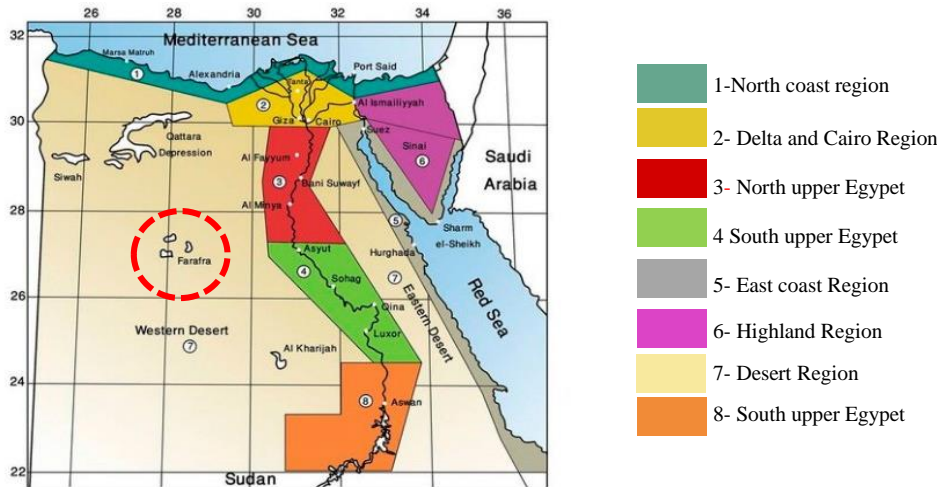 26 28 30 32 34 36
32
Mediterranean Sea
Marsa Matruh
1
Alexandria
Port Said
Tanta
30
2
Al Ismailiyyah
Giza
Cairo
Suez
Qattara
Depression
Siwah
Al Fayyum
Sinai
6
Saudi
Arabia
3
Bani Suwayf
28
Al Minya
5
Sharm
el-Sheikh
Farafra
Asyut
Hurghada
4
Sohag
7
26
Qina
Eastern Desert
Red Sea
Western Desert
7
Luxor
Al Kharijah
24
8
Aswan
22
Sudan
1-North coast region
2- Delta and Cairo Region
3- North upper Egypet
4 South upper Egypet
5- East coast Region
6- Highland Region
7- Desert Region
8- South upper Egypet